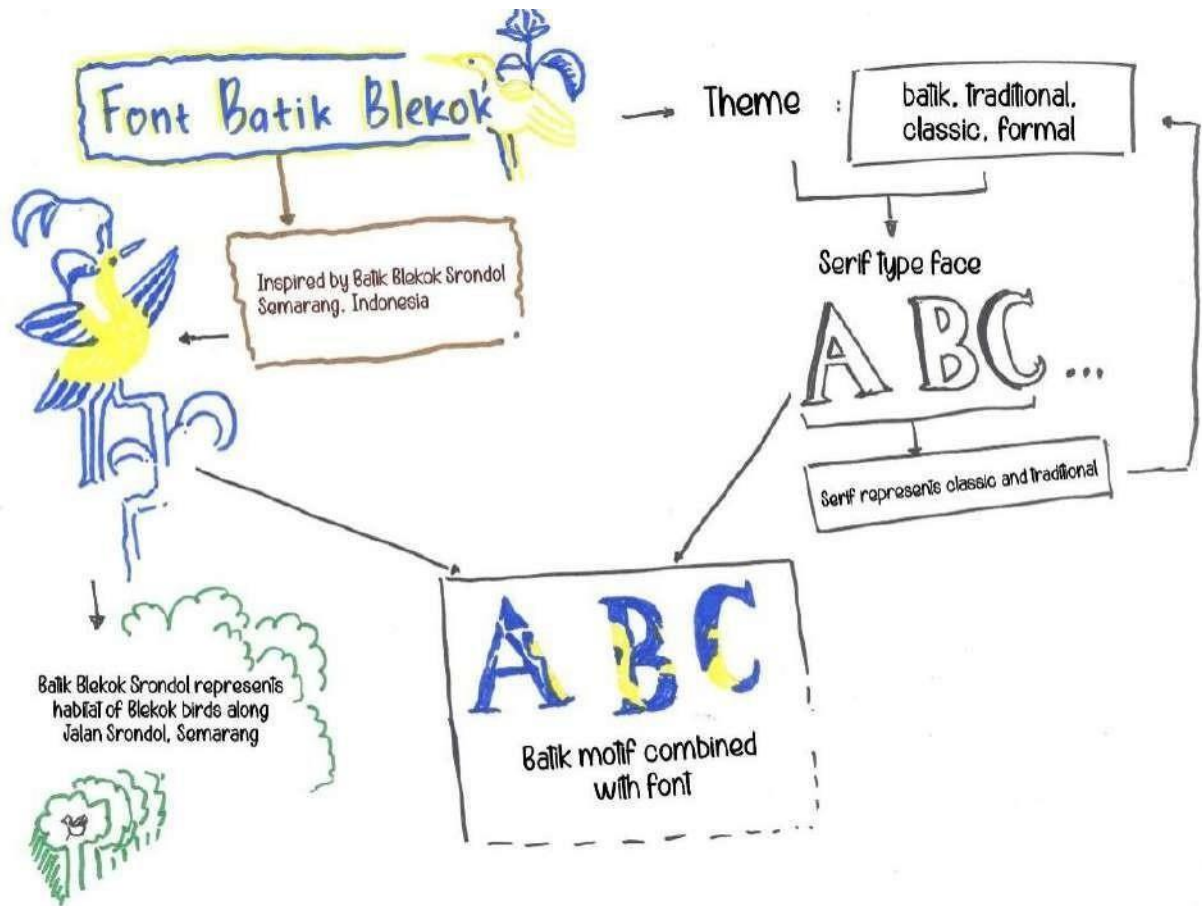 Font Batik Blekok
Theme :
batik, traditional,
classic, formal
Inspired by Batik Blekok Srondol
Semarang, Indonesia
Serif type face
A B C ...
Serif represents classic and traditional
A B C
Batik motif combined
with font
Batik Blekok Srondol represents
habitat of Blekok birds along
Jalan Srondol, Semarang